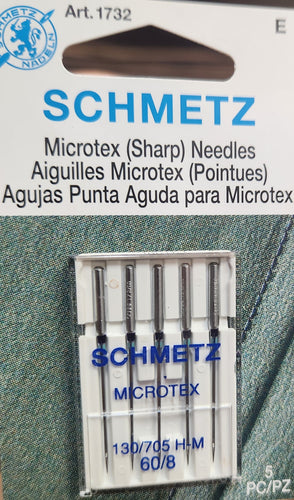 Art.1732
E
SCHMETZ
NADELN
SCHMETZ
Microtex (Sharp) Needles
Aiguilles Microtex (Pointues)
Agujas Punta Aguda para Microtex
SCHMETZ
MICROTEX
130/705 H-M
60/8
5
PC/PZ